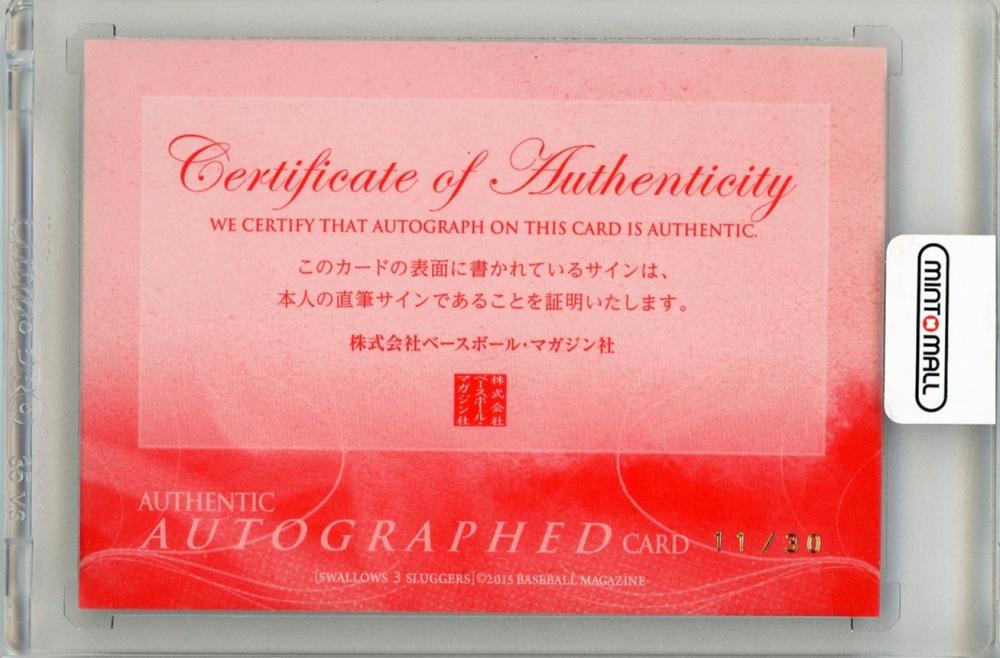 Certificate of Authenticity
WE CERTIFY THAT AUTOGRAPH ON THIS CARD IS AUTHENTIC.
このカードの表面に書かれているサインは、
本人の直筆サインであることを証明いたします。
株式会社ベースボール・マガジン社
株式会社
ベースボール・
マガジン社
MINT MALL
AUTHENTIC
AUTOGRAPHED CARD 11/30
[SWALLOWS 3 SLUGGERS]©2015 BASEBALL MAGAZINE